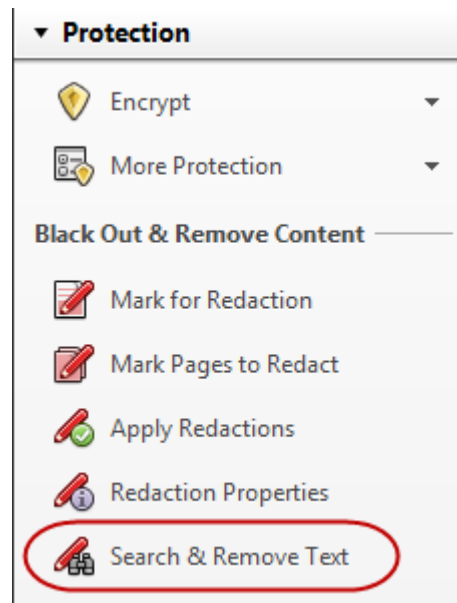 Protection
Encrypt
More Protection
Black Out & Remove Content
Mark for Redaction
Mark Pages to Redact
Apply Redactions
Redaction Properties
Search & Remove Text